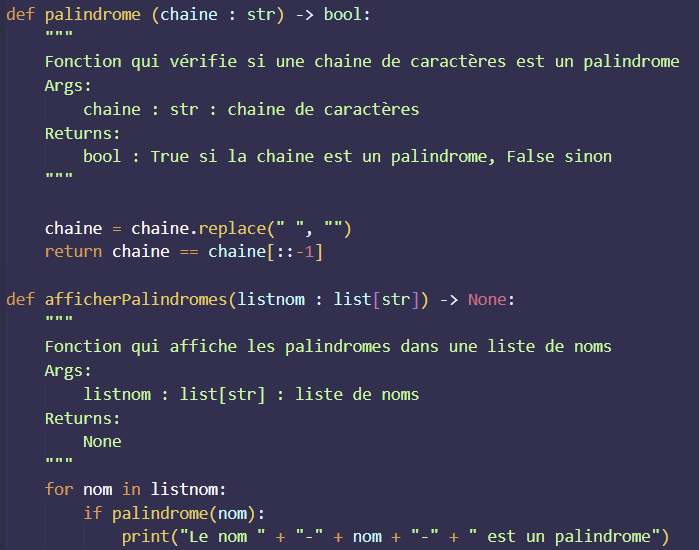 def palindrome (chaine : str) -> bool:
    """
    Fonction qui vérifie si une chaine de caractères est un palindrome
    Args:
        chaine : str : chaine de caractères
    Returns:
        bool : True si la chaine est un palindrome, False sinon
    """

    chaine = chaine.replace(" ", "")
    return chaine == chaine[::-1]

def afficherPalindromes(listnom : list[str]) -> None:
    """
    Fonction qui affiche les palindromes dans une liste de noms
    Args:
        listnom : list[str] : liste de noms
    Returns:
        None
    """
    for nom in listnom:
        if palindrome(nom):
            print("Le nom " + "-" + nom + "-" + " est un palindrome")